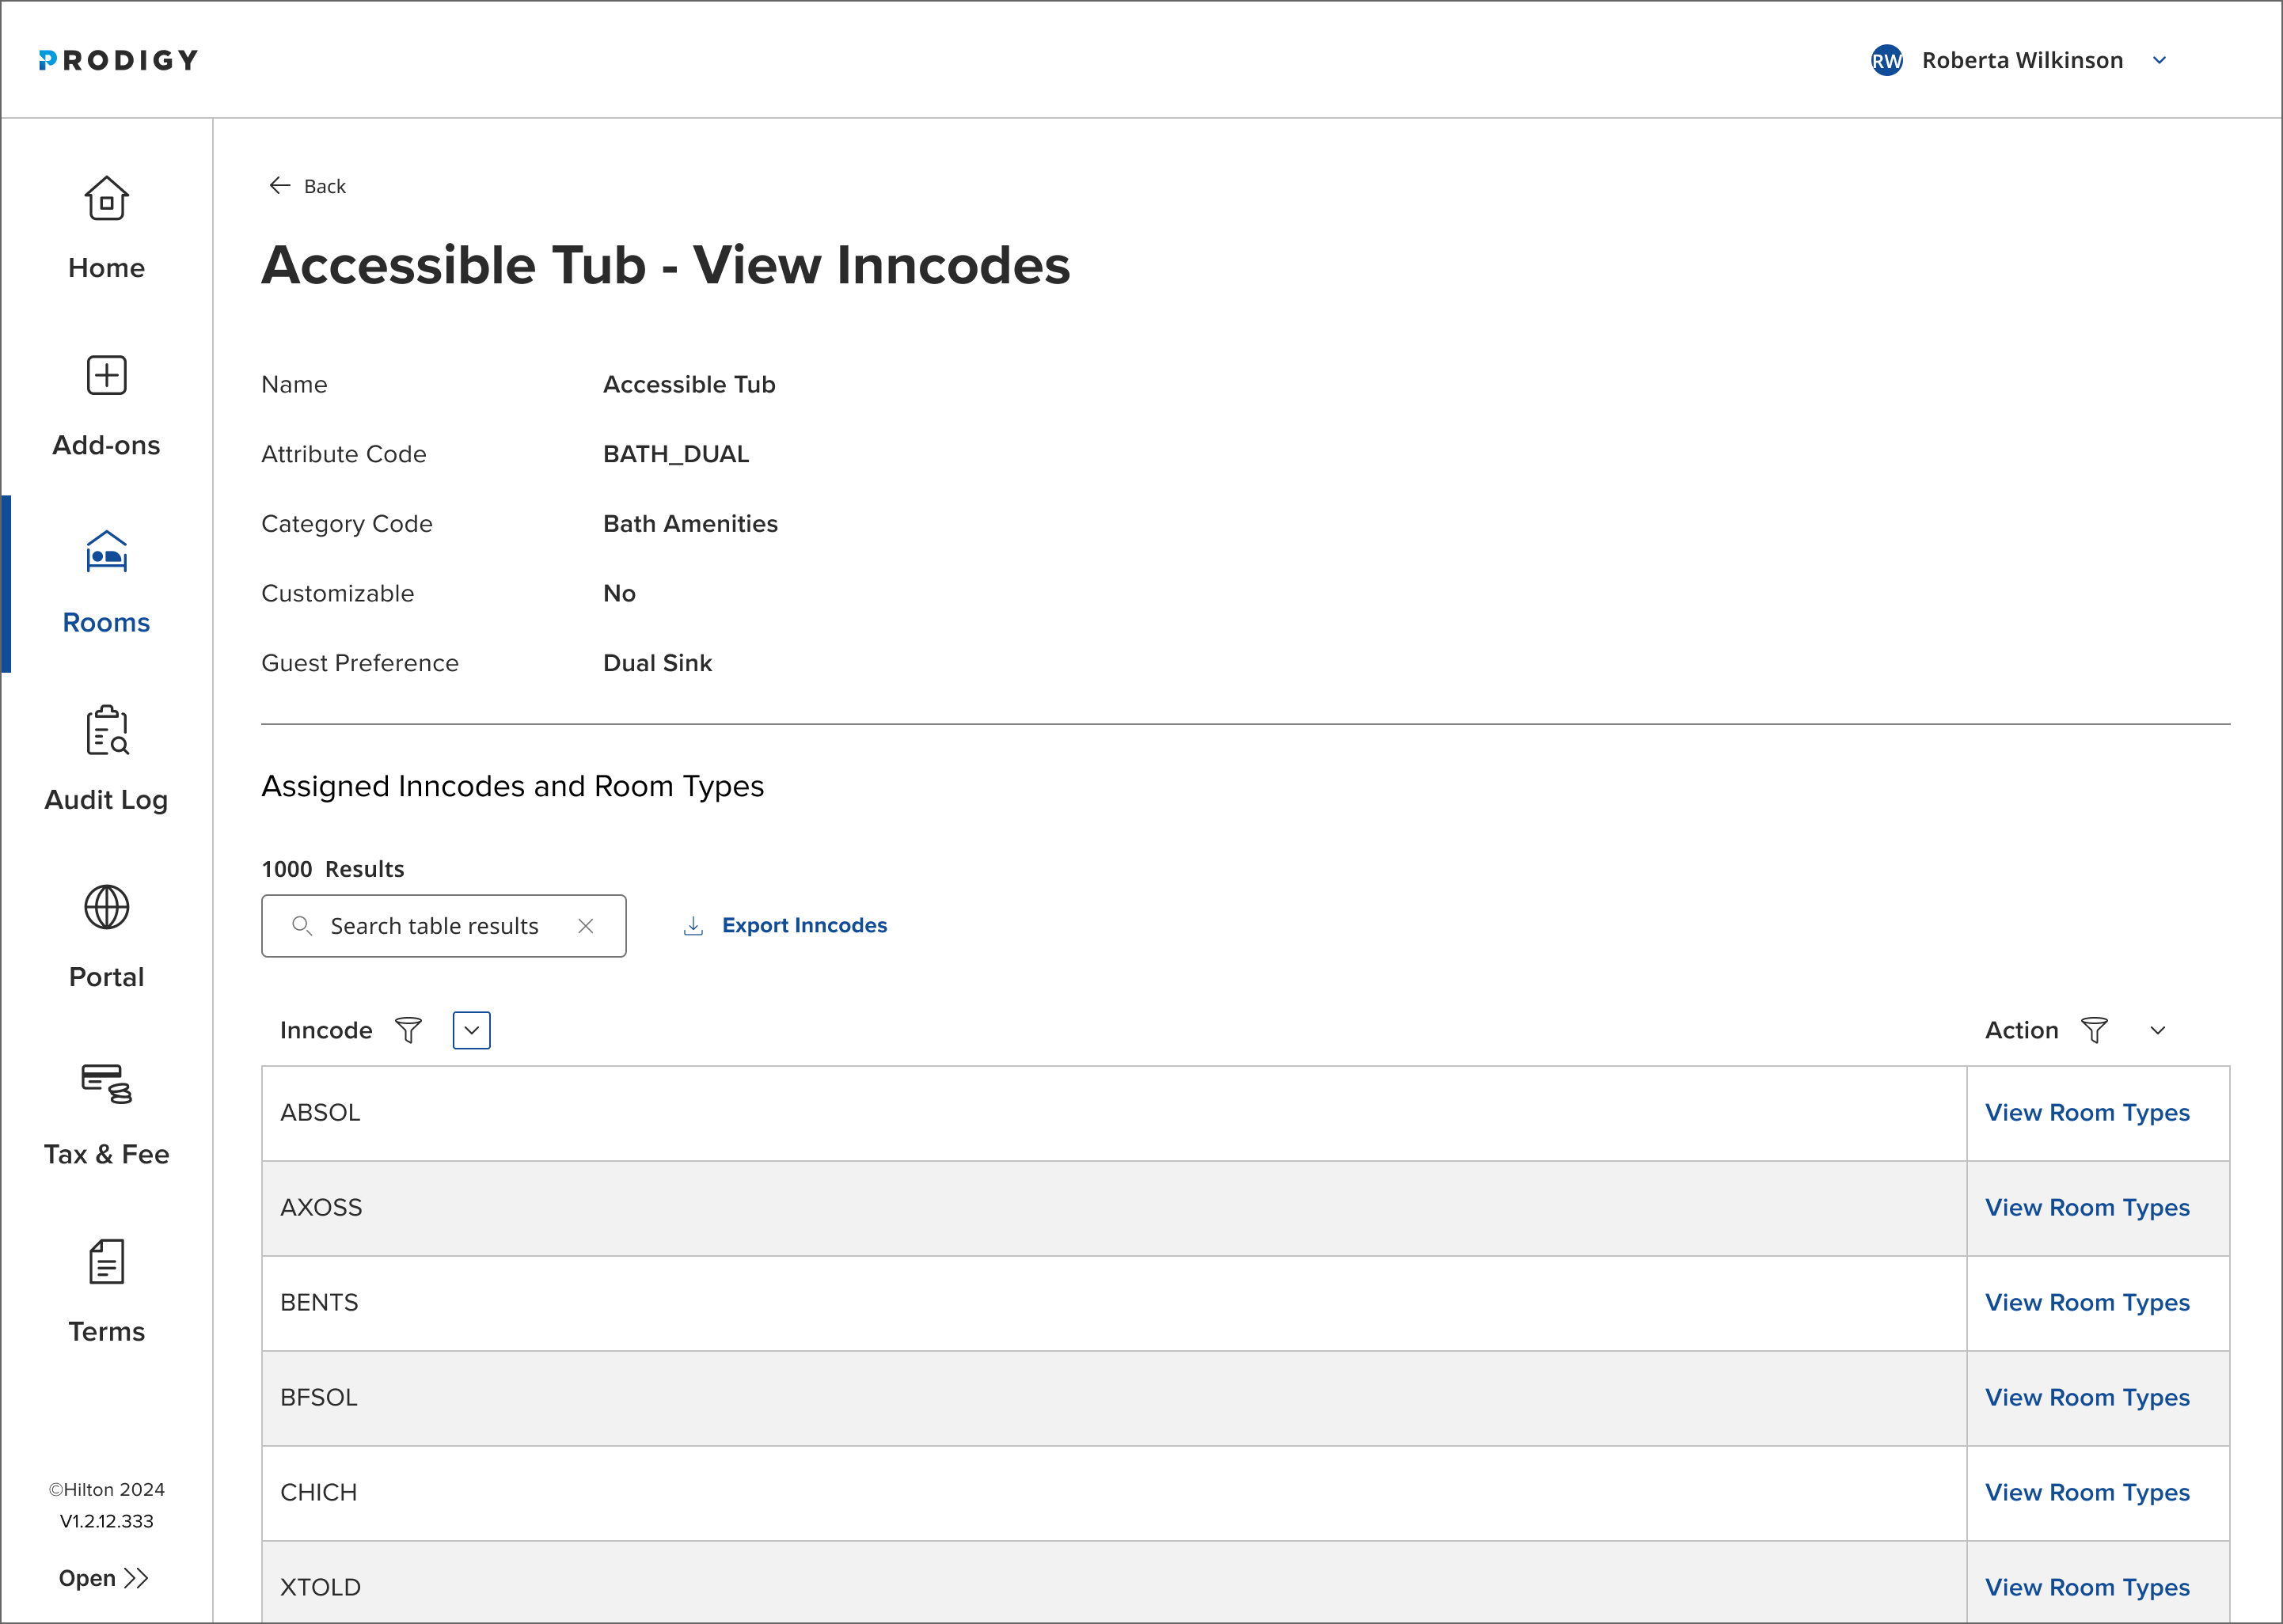 PRODIGY
RW Roberta Wilkinson
Home
Add-ons
Rooms
Audit Log
Portal
Tax & Fee
Terms
©Hilton 2024
V1.2.12.333
Open
Back
Accessible Tub - View Inncodes
Name Accessible Tub
Attribute Code BATH_DUAL
Category Code Bath Amenities
Customizable No
Guest Preference Dual Sink
Assigned Inncodes and Room Types
1000 Results
Search table results Export Inncodes
Inncode Action
ABSOL View Room Types
AXOSS View Room Types
BENTS View Room Types
BFSOL View Room Types
CHICH View Room Types
XTOLD View Room Types